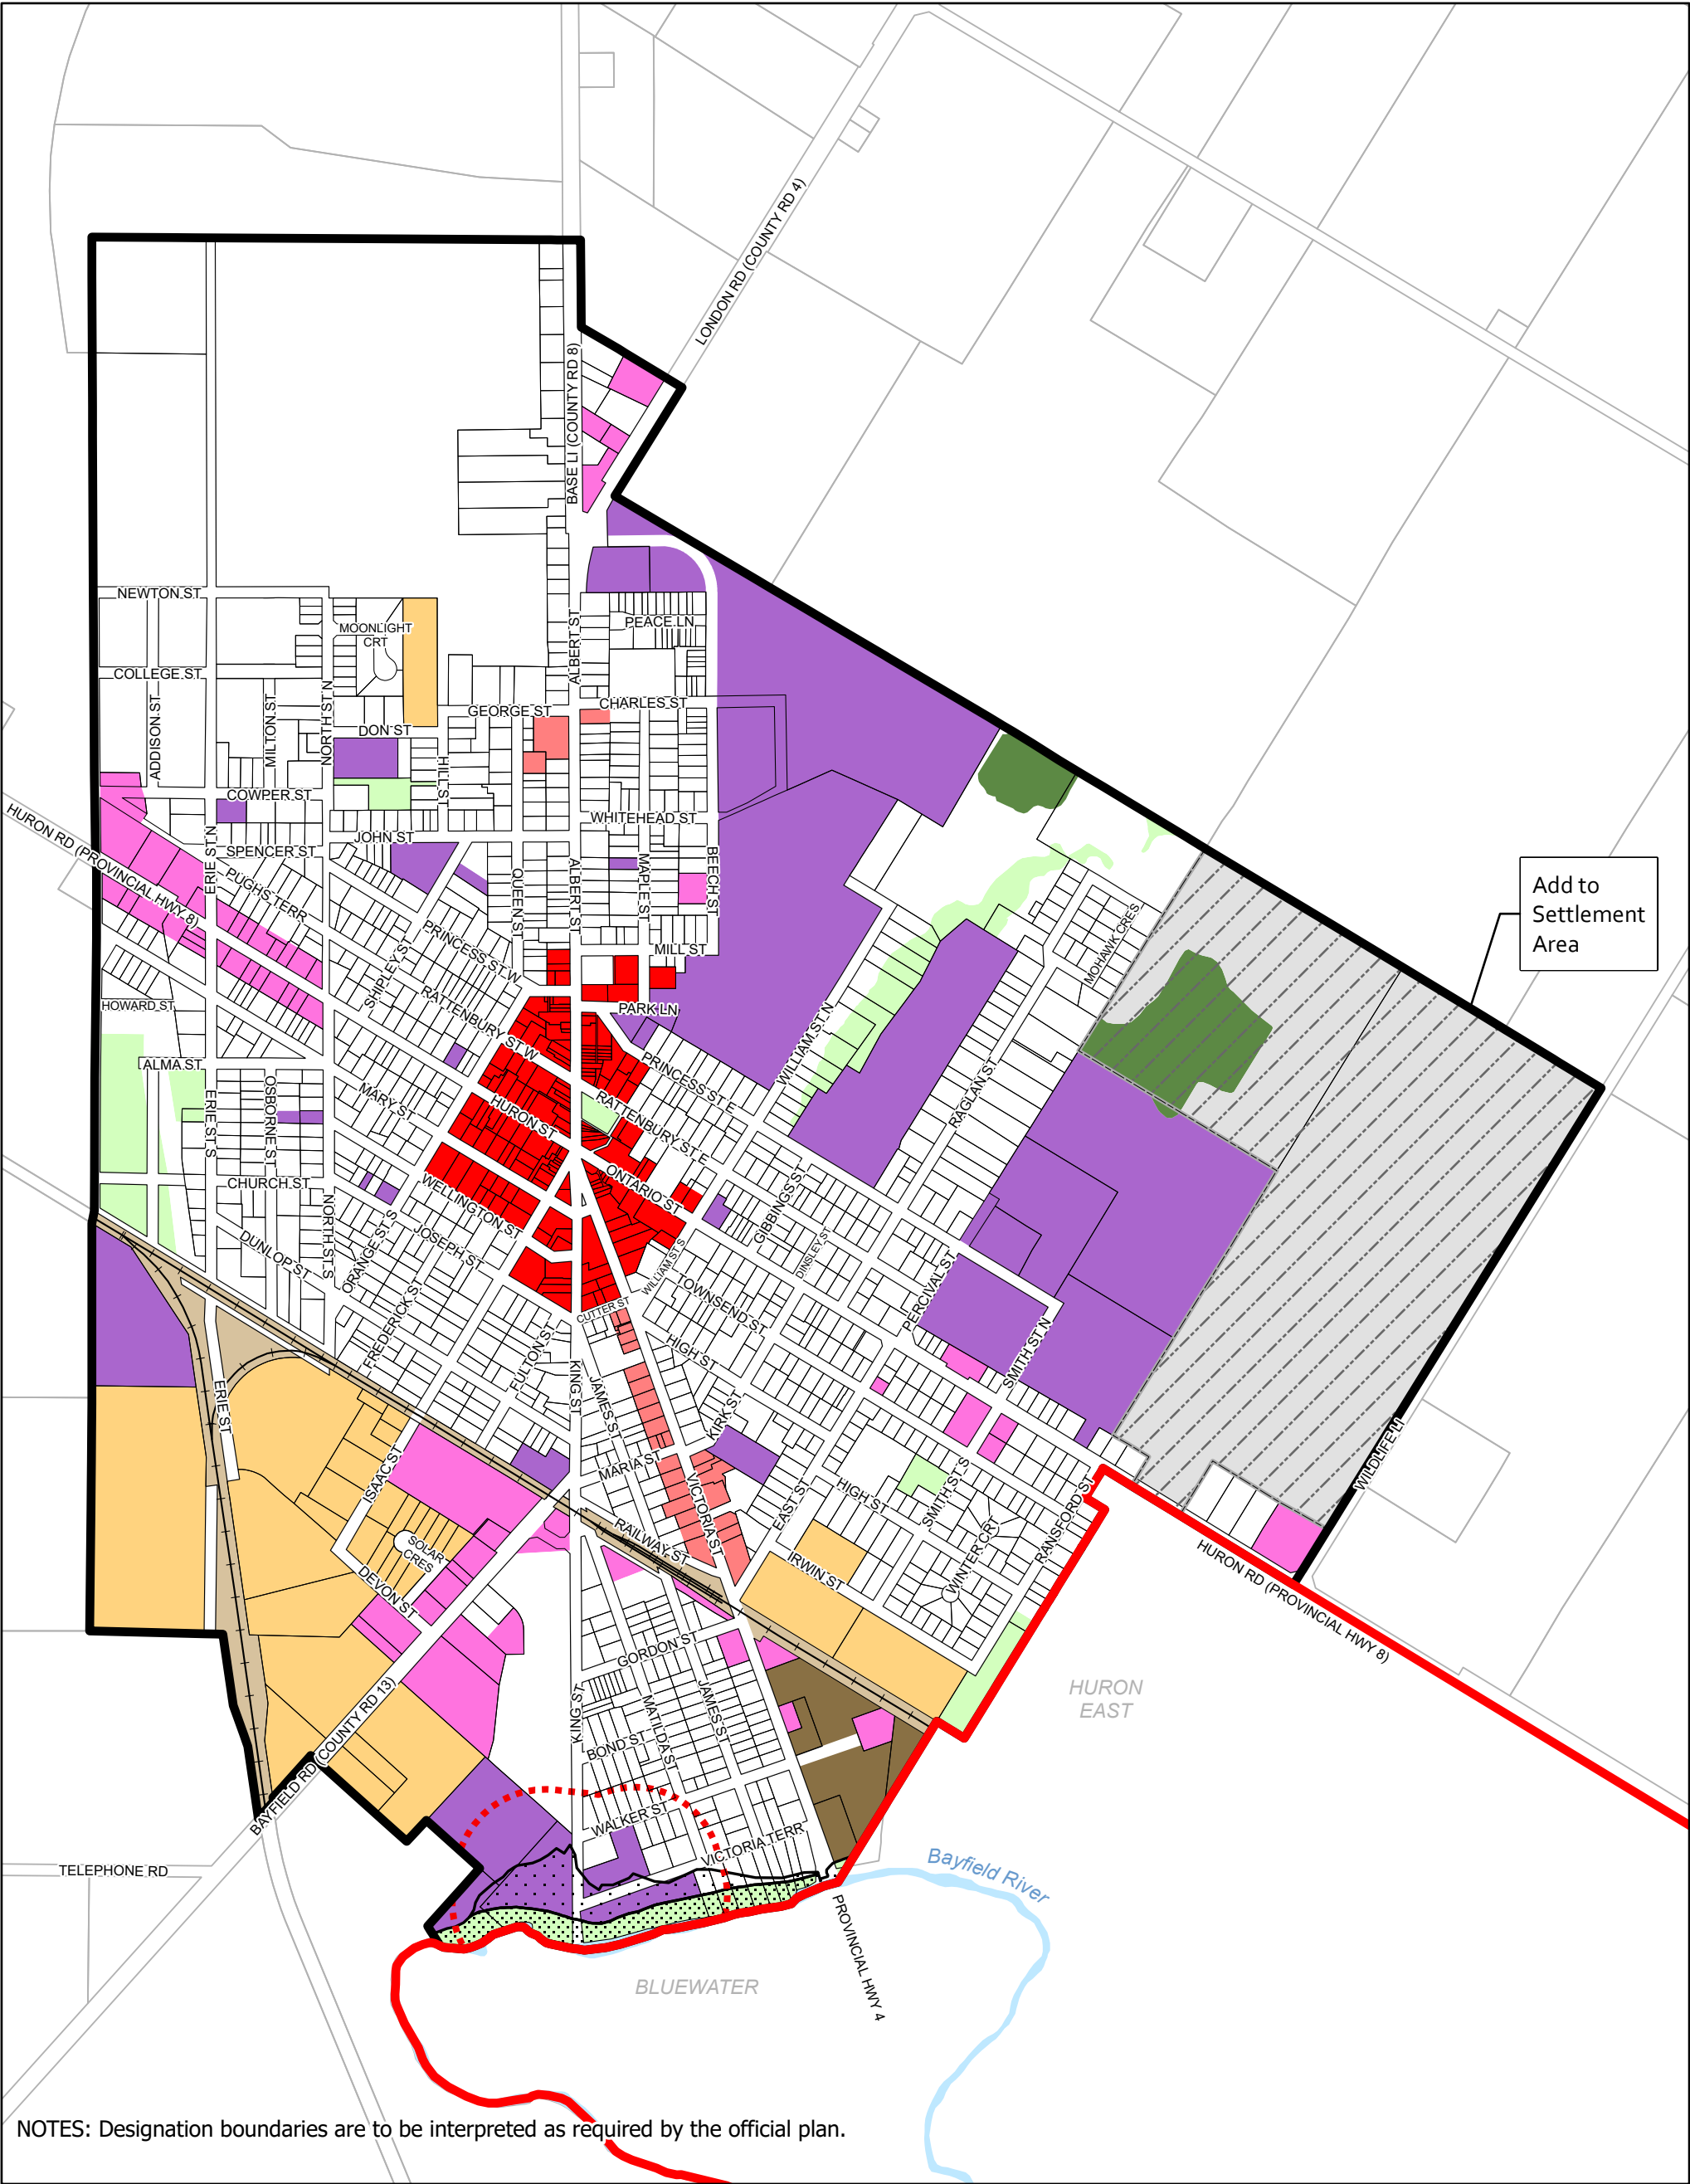 LONDON RD (COUNTY RD 4)
BASE LI (COUNTY RD 8)
NEWTON ST
MOONLIGHT
CRT
PEACE LN
ALBERT ST
COLLEGE ST
ADDISON ST
MILTON ST
NORTH ST N
GEORGE ST
CHARLES ST
DON ST
HILL ST
COWPER ST
HURON RD (PROVINCIAL HWY 8)
ERIE ST N
JOHN ST
SPENCER ST
WHITEHEAD ST
PUGHS TERR
QUEEN ST
ALBERT ST
MAPLE ST
BEECH ST
Add to
Settlement
Area
PRINCESS ST W
SHIPLEY ST
MILL ST
MOHAWK CRES
HOWARD ST
RATTENBURY ST W
PARK LN
WILLIAM ST N
ALMA ST
OSBORNE ST
ERIE ST S
MARY ST
HURON ST
PRINCESS ST E
RATTENBURY ST E
RAGLAN ST
CHURCH ST
NORTH ST S
WELLINGTON ST
ONTARIO ST
GIBBINGS ST
DUNLOP ST
ORANGE ST S
JOSEPH ST
WILLIAM ST S
DINSLEY ST
FREDERICK ST
CUTTER ST
TOWNSEND ST
PERCIVAL ST
FULTON ST
HIGH ST
SMITH ST N
ERIE ST
KING ST
JAMES ST
KIRK ST
WILDLIFE LI
ISAAC ST
MARIA ST
VICTORIA ST
EAST ST
HIGH ST
SMITH ST S
RANSFORD ST
SOLAR
CRES
RAILWAY ST
IRWIN ST
WINTER CRT
DEVON ST
HURON RD (PROVINCIAL HWY 8)
GORDON ST
BAYFIELD RD (COUNTY RD 13)
KING ST
MATILDA ST
JAMES ST
HURON
EAST
BOND ST
WALKER ST
VICTORIA TERR
TELEPHONE RD
Bayfield River
PROVINCIAL HWY 4
BLUEWATER
NOTES: Designation boundaries are to be interpreted as required by the official plan.